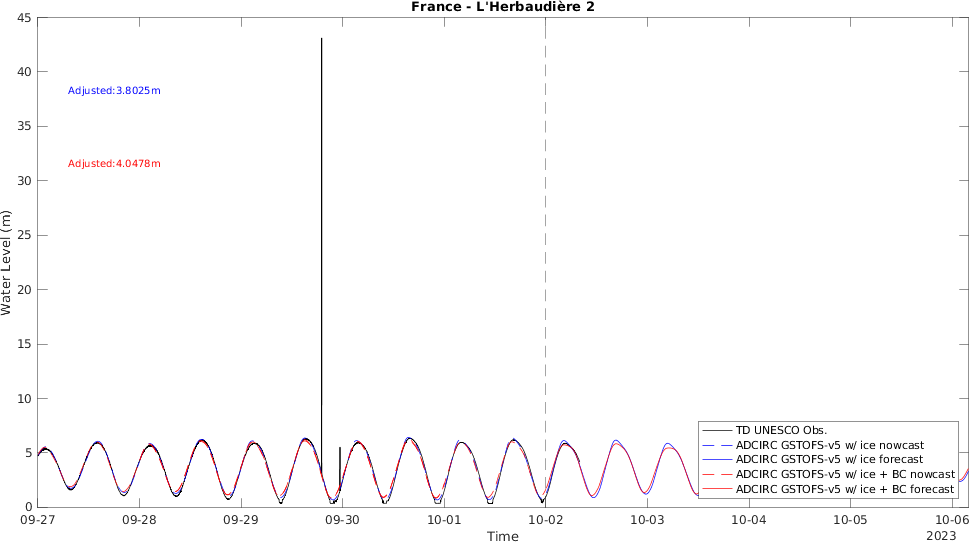 France - L'Herbaudière 2
45
40
35
30
25
20
15
10
5
0
Water Level (m)
Adjusted:3.8025m
Adjusted:4.0478m
TD UNESCO Obs.
ADCIRC GSTOFS-v5 w/ ice nowcast
ADCIRC GSTOFS-v5 w/ ice forecast
ADCIRC GSTOFS-v5 w/ ice + BC nowcast
ADCIRC GSTOFS-v5 w/ ice + BC forecast
09-27 09-28 09-29 09-30 10-01 10-02 10-03 10-04 10-05 10-06
Time
2023